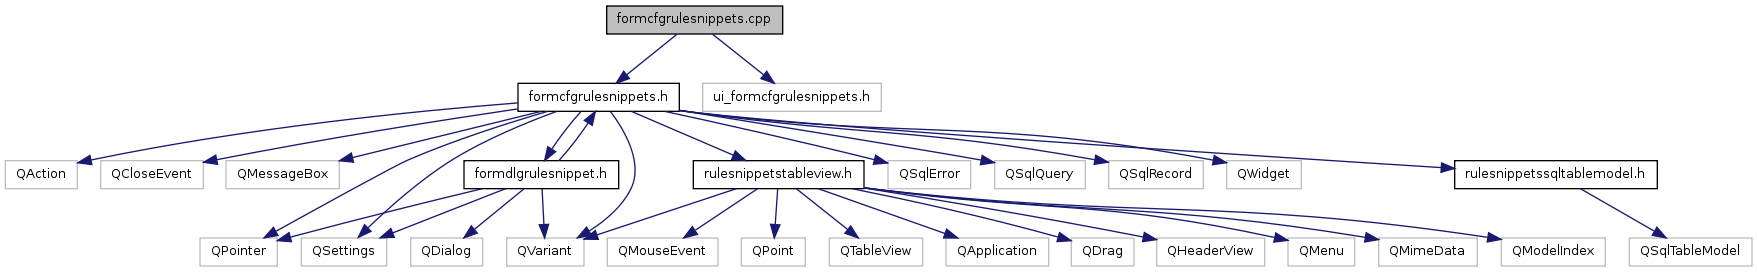 formcfgrulesnippets.cpp
formcfgrulesnippets.h
ui_formcfgrulesnippets.h
QAction
QCloseEvent
QMessageBox
formdlgrulesnippet.h
rulesnippetstableview.h
QSqlError
QSqlQuery
QSqlRecord
QWidget
rulesnippetssqltablemodel.h
QPointer
QSettings
QDialog
QVariant
QMouseEvent
QPoint
QTableView
QApplication
QDrag
QHeaderView
QMenu
QMimeData
QModelIndex
QSqlTableModel